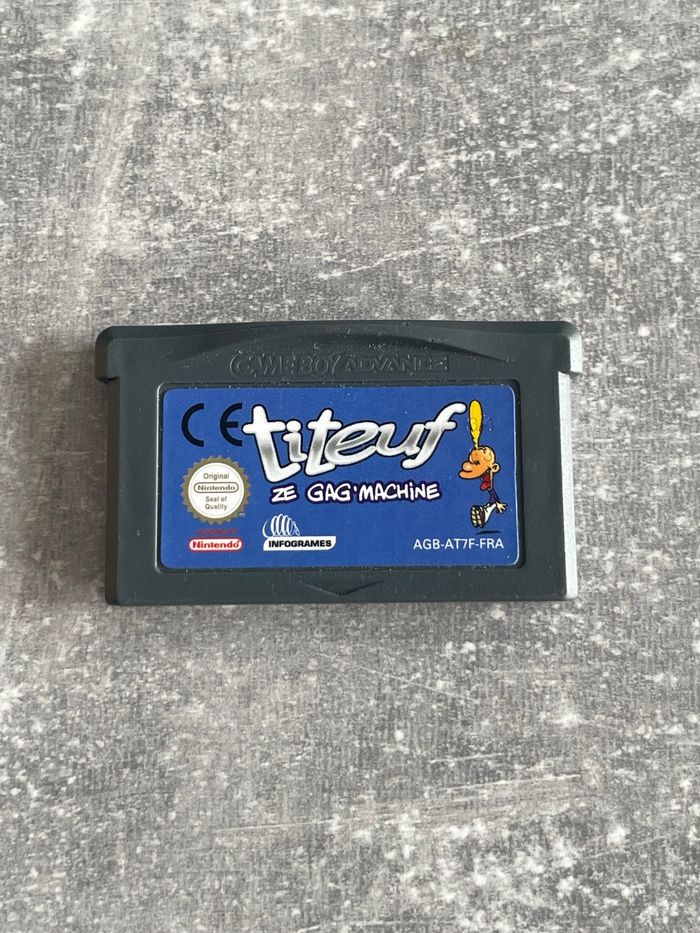 GAME BOY ADVANCE
CE
titeuf
ZE GAG'MACHINE
Original
Nintendo
Seal of
Quality
Nintendo
INFOGRAMES
AGB-AT7F-FRA